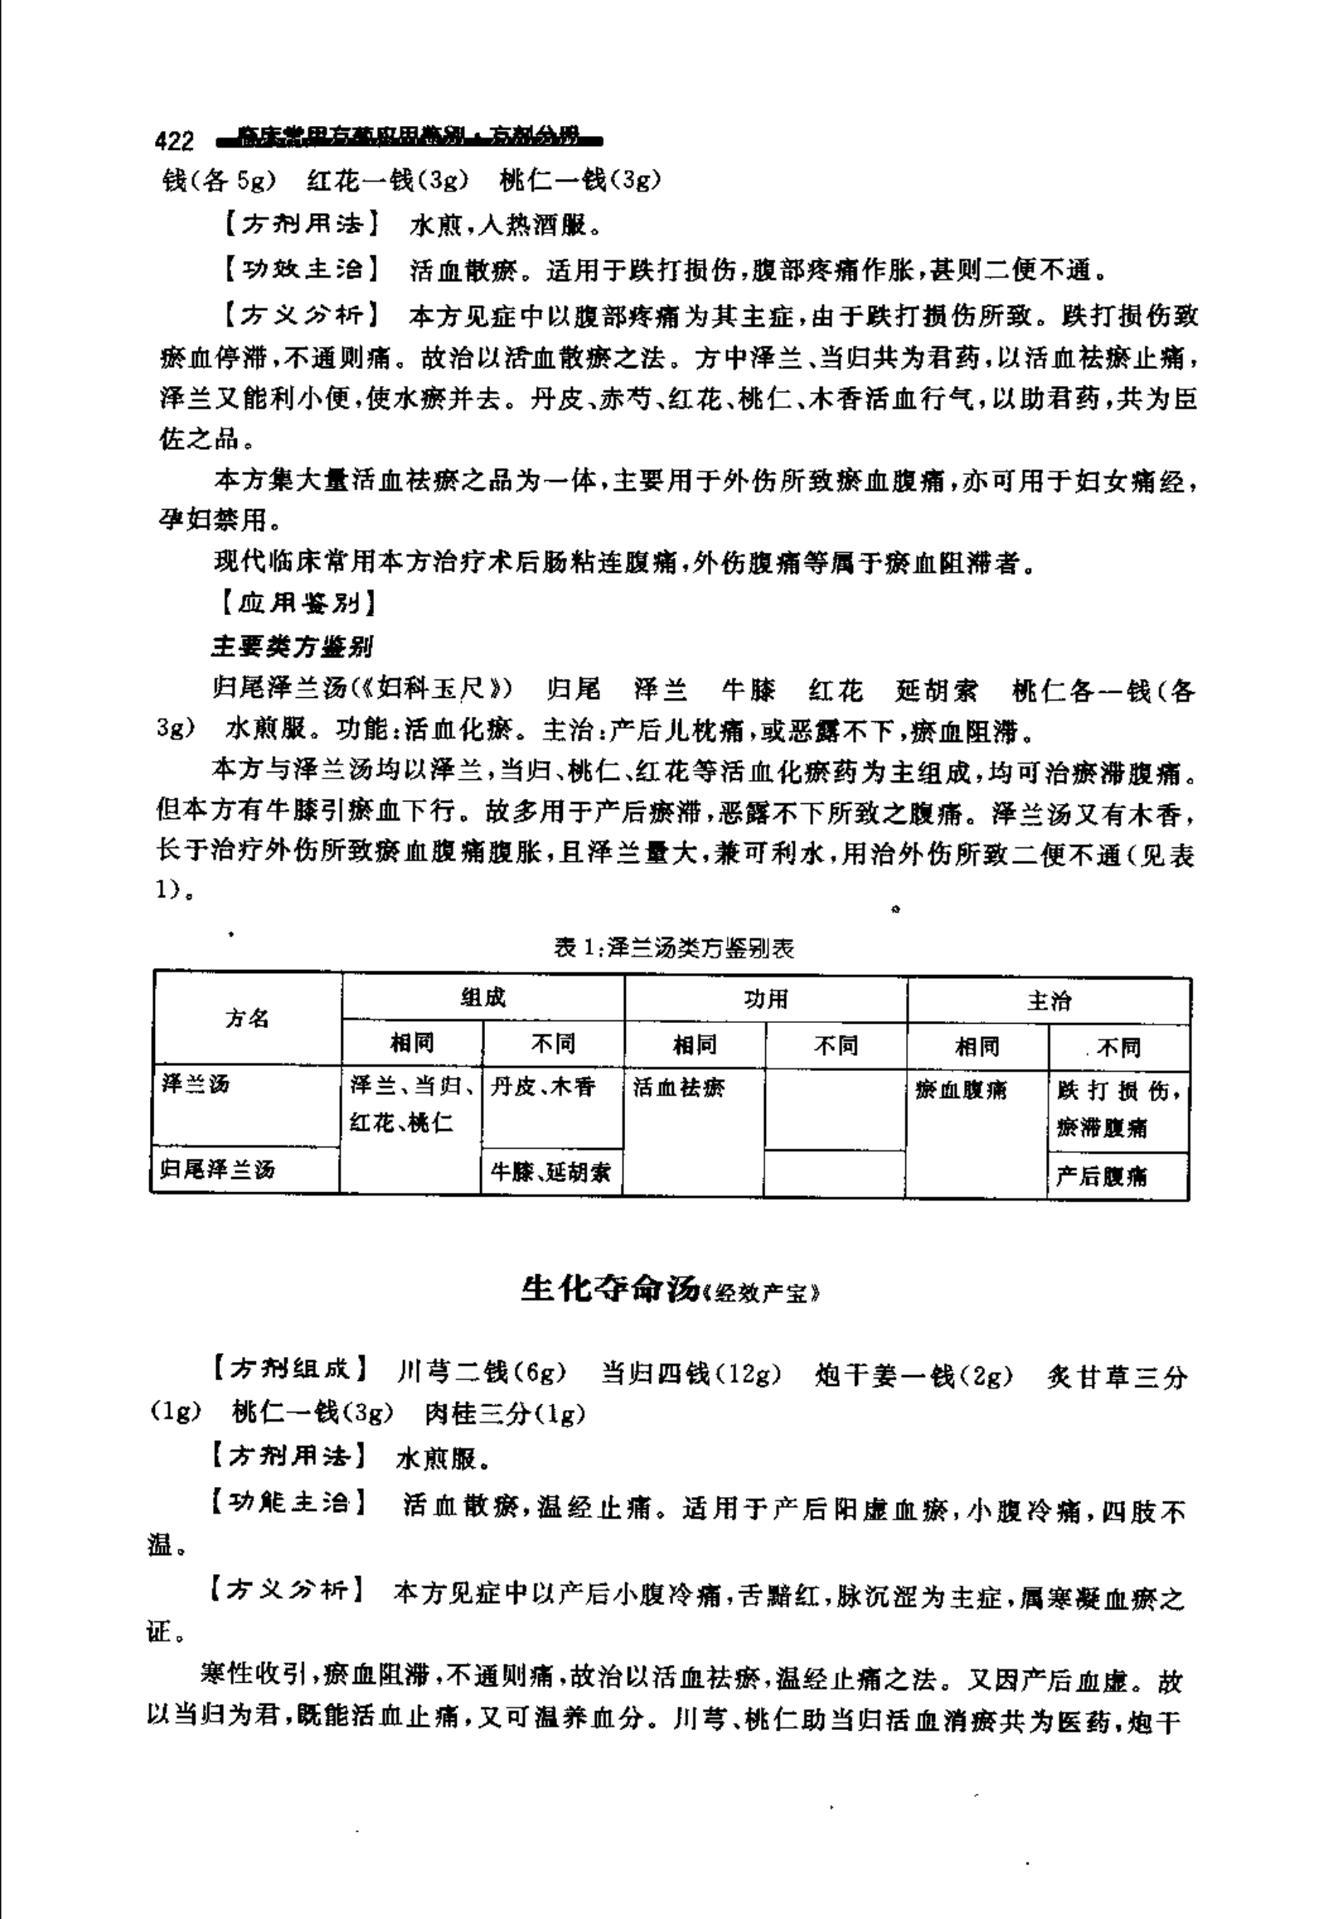 422 临床常用方药应用鉴别·方剂分册
钱(各5g) 红花一钱(3g) 桃仁一钱(3g)
【方剂用法】 水煎,人热酒服。
【功效主治】 活血散瘀。适用于跌打损伤,腹部疼痛作胀,甚则二便不通。
【方义分析】 本方见症中以腹部疼痛为其主症,由于跌打损伤所致。跌打损伤致
瘀血停滞,不通则痛。故治以活血散瘀之法。方中泽兰、当归共为君药,以活血祛瘀止痛,
泽兰又能利小便,使水瘀并去。丹皮、赤芍、红花、桃仁、木香活血行气,以助君药,共为臣
佐之品。
本方集大量活血祛瘀之品为一体,主要用于外伤所致瘀血腹痛,亦可用于妇女痛经,
孕妇禁用。
现代临床常用本方治疗术后肠粘连腹痛,外伤腹痛等属于瘀血阻滞者。
【应用鉴别】
主要类方鉴别
归尾泽兰汤(《妇科玉尺》) 归尾 泽兰 牛膝 红花 延胡索 桃仁各一钱(各
3g) 水煎服。功能:活血化瘀。主治:产后儿枕痛,或恶露不下,瘀血阻滞。
本方与泽兰汤均以泽兰,当归、桃仁、红花等活血化瘀药为主组成,均可治瘀滞腹痛。
但本方有牛膝引瘀血下行。故多用于产后瘀滞,恶露不下所致之腹痛。泽兰汤又有木香,
长于治疗外伤所致瘀血腹痛腹胀,且泽兰量大,兼可利水,用治外伤所致二便不通(见表
1)。
表1:泽兰汤类方鉴别表
方名 组成 功用 主治
相同 不同 相同 不同 相同 不同
泽兰汤 泽兰、当归、 丹皮、木香 活血祛瘀 瘀血腹痛 跌打损伤,
红花、桃仁 瘀滞腹痛
归尾泽兰汤 牛膝、延胡索 产后腹痛
生化夺命汤《经效产宝》
【方剂组成】 川芎二钱(6g) 当归四钱(12g) 炮干姜一钱(2g) 炙甘草三分
(1g) 桃仁一钱(3g) 肉桂三分(1g)
【方剂用法】 水煎服。
【功能主治】 活血散瘀,温经止痛。适用于产后阳虚血瘀,小腹冷痛,四肢不
温。
【方义分析】 本方见症中以产后小腹冷痛,舌黯红,脉沉涩为主症,属寒凝血瘀之
证。
寒性收引,瘀血阻滞,不通则痛,故治以活血祛瘀,温经止痛之法。又因产后血虚。故
以当归为君,既能活血止痛,又可温养血分。川芎、桃仁助当归活血消瘀共为医药,炮干